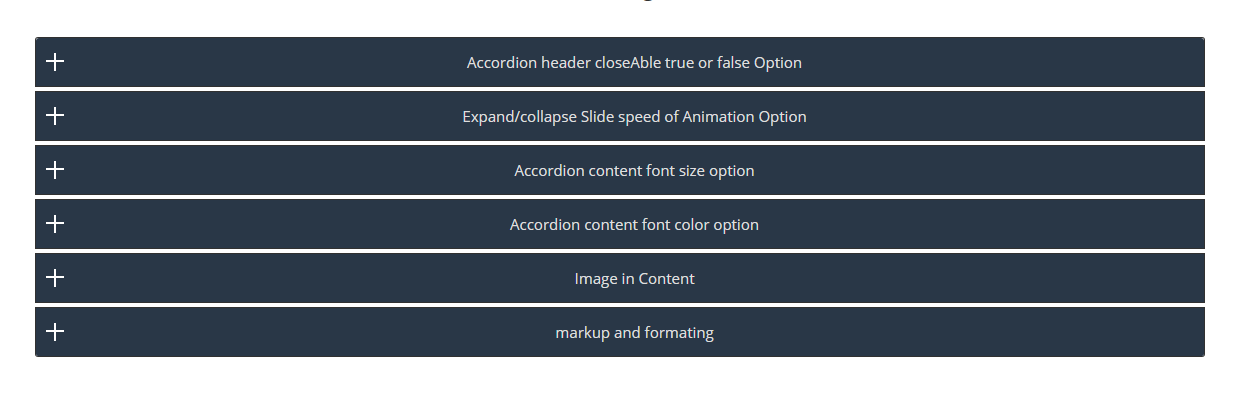 Accordion header closeAble true or false Option
Expand/collapse Slide speed of Animation Option
Accordion content font size option
Accordion content font color option
Image in Content
markup and formating